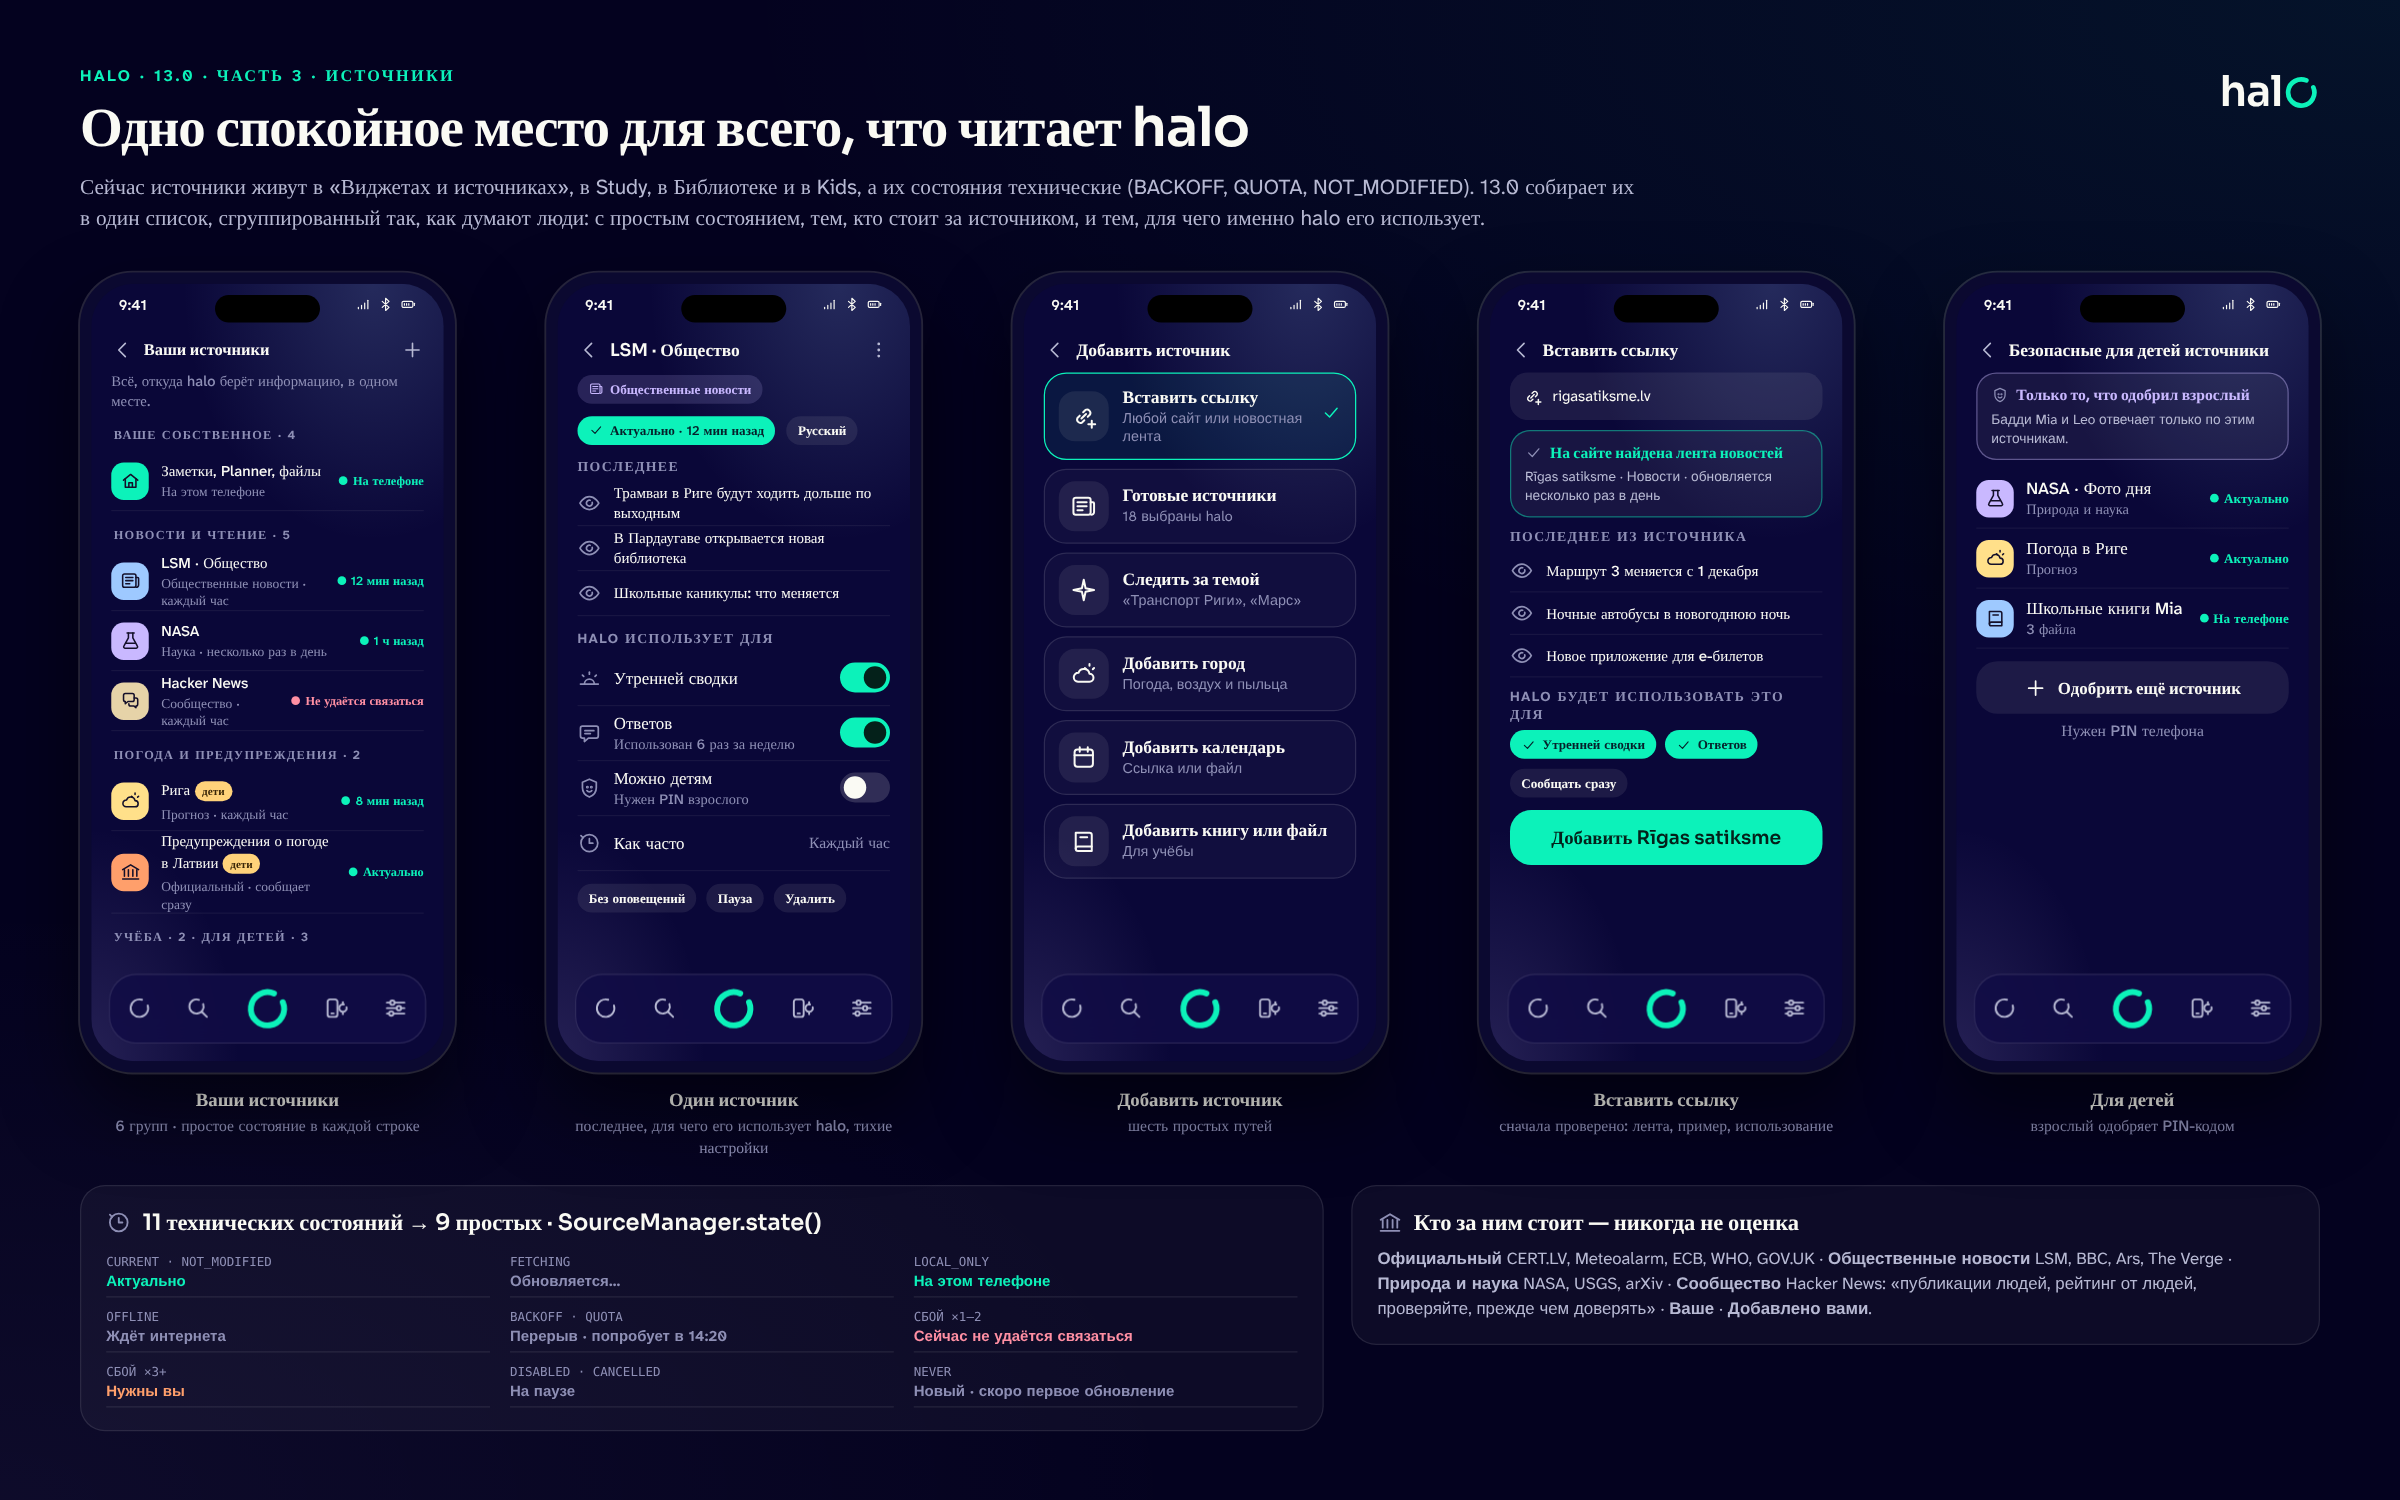 HALO · 13.0 · ЧАСТЬ 3 · ИСТОЧНИКИ
halo
Одно спокойное место для всего, что читает halo
Сейчас источники живут в «Виджетах и источниках», в Study, в Библиотеке и в Kids, а их состояния технические (BACKOFF, QUOTA, NOT_MODIFIED). 13.0 собирает их
в один список, сгруппированный так, как думают люди: с простым состоянием, тем, кто стоит за источником, и тем, для чего именно halo его использует.
9:41
Ваши источники
Всё, откуда halo берёт информацию, в одном
месте.
ВАШЕ СОБСТВЕННОЕ · 4
Заметки, Planner, файлы
На этом телефоне
На телефоне
НОВОСТИ И ЧТЕНИЕ · 5
LSM · Общество
Общественные новости ·
каждый час
12 мин назад
NASA
Наука · несколько раз в день
1 ч назад
Hacker News
Сообщество ·
каждый час
Не удаётся связаться
ПОГОДА И ПРЕДУПРЕЖДЕНИЯ · 2
Рига дети
Прогноз · каждый час
8 мин назад
Предупреждения о погоде
в Латвии дети
Официальный · сообщает
сразу
Актуально
УЧЁБА · 2 · ДЛЯ ДЕТЕЙ · 3
Ваши источники
6 групп · простое состояние в каждой строке
9:41
LSM · Общество
Общественные новости
Актуально · 12 мин назад
Русский
ПОСЛЕДНЕЕ
Трамваи в Риге будут ходить дольше по
выходным
В Пардаугаве открывается новая
библиотека
Школьные каникулы: что меняется
HALO ИСПОЛЬЗУЕТ ДЛЯ
Утренней сводки
Ответов
Использован 6 раз за неделю
Можно детям
Нужен PIN взрослого
Как часто
Каждый час
Без оповещений
Пауза
Удалить
Один источник
последнее, для чего его использует halo, тихие
настройки
9:41
Добавить источник
Вставить ссылку
Любой сайт или новостная
лента
Готовые источники
18 выбраны halo
Следить за темой
«Транспорт Риги», «Марс»
Добавить город
Погода, воздух и пыльца
Добавить календарь
Ссылка или файл
Добавить книгу или файл
Для учёбы
Добавить источник
шесть простых путей
9:41
Вставить ссылку
rigasatiksme.lv
На сайте найдена лента новостей
Rīgas satiksme · Новости · обновляется
несколько раз в день
ПОСЛЕДНЕЕ ИЗ ИСТОЧНИКА
Маршрут 3 меняется с 1 декабря
Ночные автобусы в новогоднюю ночь
Новое приложение для е-билетов
HALO БУДЕТ ИСПОЛЬЗОВАТЬ ЭТО
ДЛЯ
Утренней сводки
Ответов
Сообщать сразу
Добавить Rīgas satiksme
Вставить ссылку
сначала проверено: лента, пример, использование
9:41
Безопасные для детей источники
Только то, что одобрил взрослый
Бадди Mia и Leo отвечает только по этим
источникам.
NASA · Фото дня
Природа и наука
Актуально
Погода в Риге
Прогноз
Актуально
Школьные книги Mia
3 файла
На телефоне
Одобрить ещё источник
Нужен PIN телефона
Для детей
взрослый одобряет PIN-кодом
11 технических состояний → 9 простых · SourceManager.state()
CURRENT · NOT_MODIFIED
Актуально
FETCHING
Обновляется…
LOCAL_ONLY
На этом телефоне
OFFLINE
Ждёт интернета
BACKOFF · QUOTA
Перерыв · попробует в 14:20
СБОЙ ×1–2
Сейчас не удаётся связаться
СБОЙ ×3+
Нужны вы
DISABLED · CANCELLED
На паузе
NEVER
Новый · скоро первое обновление
Кто за ним стоит — никогда не оценка
Официальный CERT.LV, Meteoalarm, ECB, WHO, GOV.UK · Общественные новости LSM, BBC, Ars, The Verge ·
Природа и наука NASA, USGS, arXiv · Сообщество Hacker News: «публикации людей, рейтинг от людей,
проверяйте, прежде чем доверять» · Ваше · Добавлено вами.